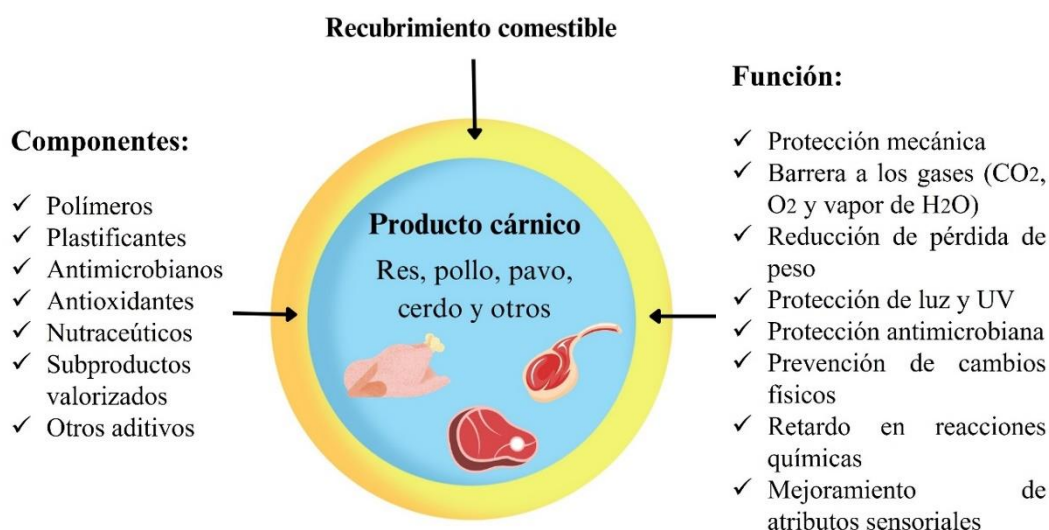 Recubrimiento comestible
Componentes:
✓ Polímeros
✓ Plastificantes
✓ Antimicrobianos
✓ Antioxidantes
✓ Nutraceúticos
✓ Subproductos
valorizados
✓ Otros aditivos
Producto cárnico
Res, pollo, pavo,
cerdo y otros
Función:
✓ Protección mecánica
✓ Barrera a los gases (CO2,
O2 y vapor de H2O)
✓ Reducción de pérdida de
peso
✓ Protección de luz y UV
✓ Protección antimicrobiana
✓ Prevención de cambios
físicos
✓ Retardo en reacciones
químicas
✓ Mejoramiento de
atributos sensoriales